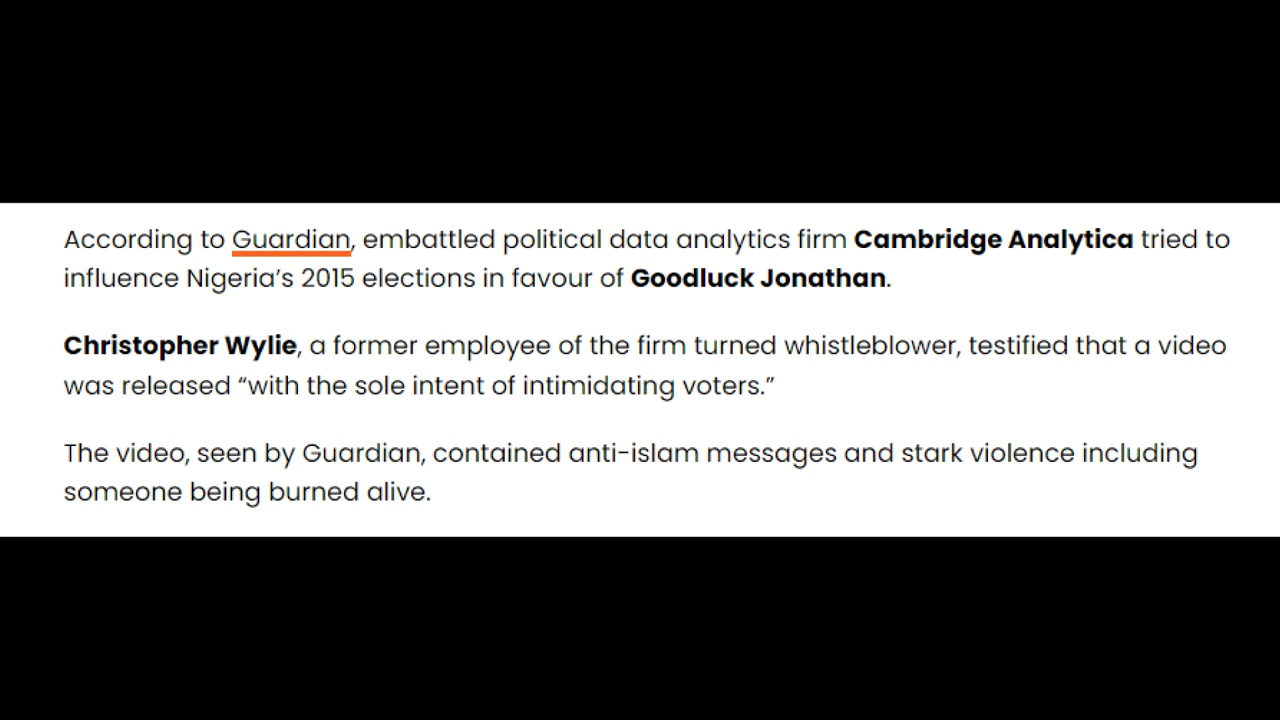 According to Guardian, embattled political data analytics firm Cambridge Analytica tried to
influence Nigeria’s 2015 elections in favour of Goodluck Jonathan.
Christopher Wylie, a former employee of the firm turned whistleblower, testified that a video
was released “with the sole intent of intimidating voters.”
The video, seen by Guardian, contained anti-islam messages and stark violence including
someone being burned alive.